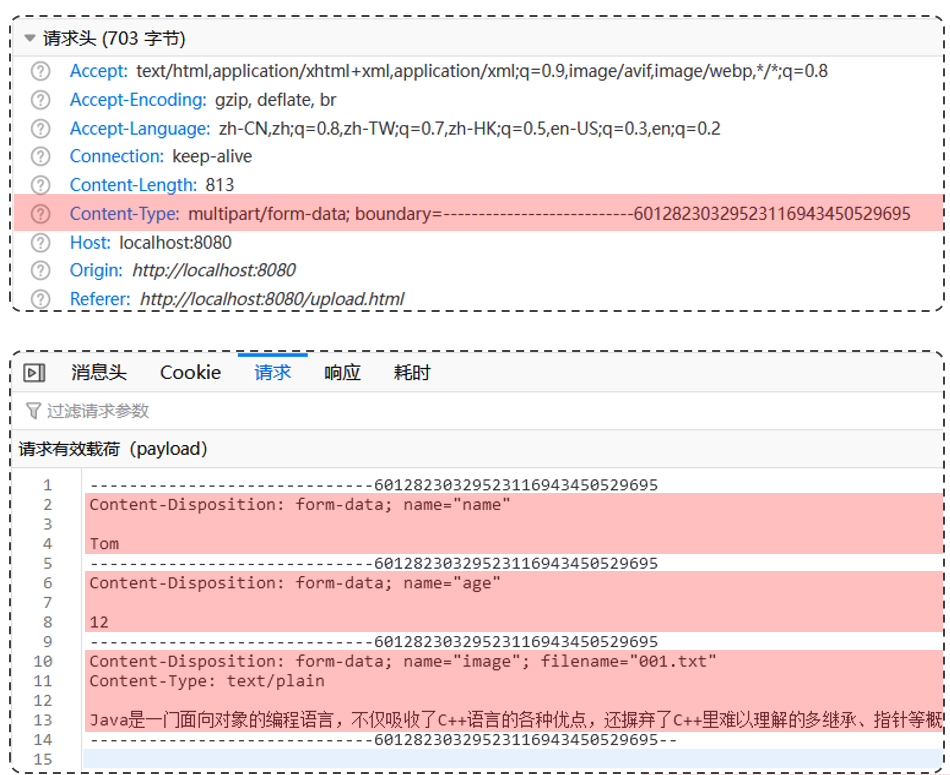 请求头 (703 字节)
Accept: text/html,application/xhtml+xml,application/xml;q=0.9,image/avif,image/webp,*/*;q=0.8
Accept-Encoding: gzip, deflate, br
Accept-Language: zh-CN,zh;q=0.8,zh-TW;q=0.7,zh-HK;q=0.5,en-US;q=0.3,en;q=0.2
Connection: keep-alive
Content-Length: 813
Content-Type: multipart/form-data; boundary=---------------------------60128230329523116943450529695
Host: localhost:8080
Origin: http://localhost:8080
Referer: http://localhost:8080/upload.html
消息头 Cookie 请求 响应 耗时
过滤请求参数
请求有效载荷（payload）
1 -----------------------------60128230329523116943450529695
2 Content-Disposition: form-data; name="name"
3
4 Tom
5 -----------------------------60128230329523116943450529695
6 Content-Disposition: form-data; name="age"
7
8 12
9 -----------------------------60128230329523116943450529695
10 Content-Disposition: form-data; name="image"; filename="001.txt"
11 Content-Type: text/plain
12
13 Java是一门面向对象的编程语言，不仅吸收了C++语言的各种优点，还摒弃了C++里难以理解的多继承、指针等概
14 -----------------------------60128230329523116943450529695--
15